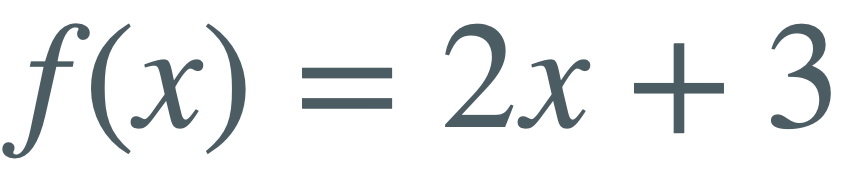 f(x) = 2x + 3